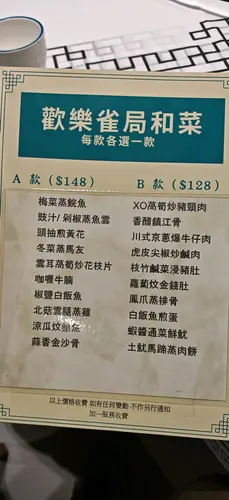 歡樂雀局和菜
每款各選一款
A 款 ($148)
B 款 ($128)
梅菜蒸鯇魚
豉汁/剁椒蒸魚雲
頭抽煎黃花
冬菜蒸馬友
雲耳萵筍炒花枝片
咖喱牛腩
椒鹽白飯魚
北菇雲腿蒸雞
涼瓜炆魚
蒜香金沙骨
XO萵筍炒豬頸肉
香醋鎮江骨
川式京蔥爆牛仔肉
虎皮尖椒炒鹹肉
枝竹鹹菜浸豬肚
蘿蔔炆金錢肚
鳳爪蒸排骨
白飯魚煎蛋
蝦醬通菜鮮魷
土魷馬蹄蒸肉餅
以上價格收費 如有任何變動 不作另行通知
加一服務收費